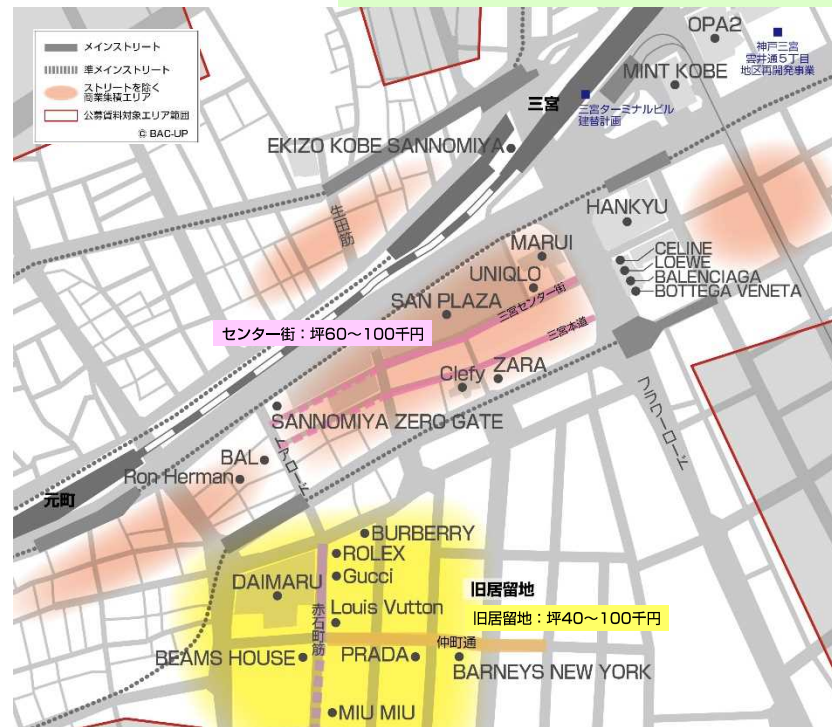 メインストリート
準メインストリート
ストリートを除く
商業集積エリア
公募賃料対象エリア範囲
© BAC-UP
OPA2
神戸三宮
雲井通5丁目
地区再開発事業
MINT KOBE
三宮
三宮ターミナルビル
建替計画
EKIZO KOBE SANNOMIYA
生田筋
HANKYU
MARUI
CELINE
LOEWE
BALENCIAGA
BOTTEGA VENETA
UNIQLO
SAN PLAZA
三宮センター街
三宮本道
センター街：坪60～100千円
Clefy
ZARA
フラワーロード
SANNOMIYA ZERO GATE
トアロード
BAL
Ron Herman
元町
BURBERRY
ROLEX
Gucci
DAIMARU
旧居留地
Louis Vutton
赤石町筋
旧居留地：坪40～100千円
仲町通
BEAMS HOUSE
PRADA
BARNEYS NEW YORK
MIU MIU